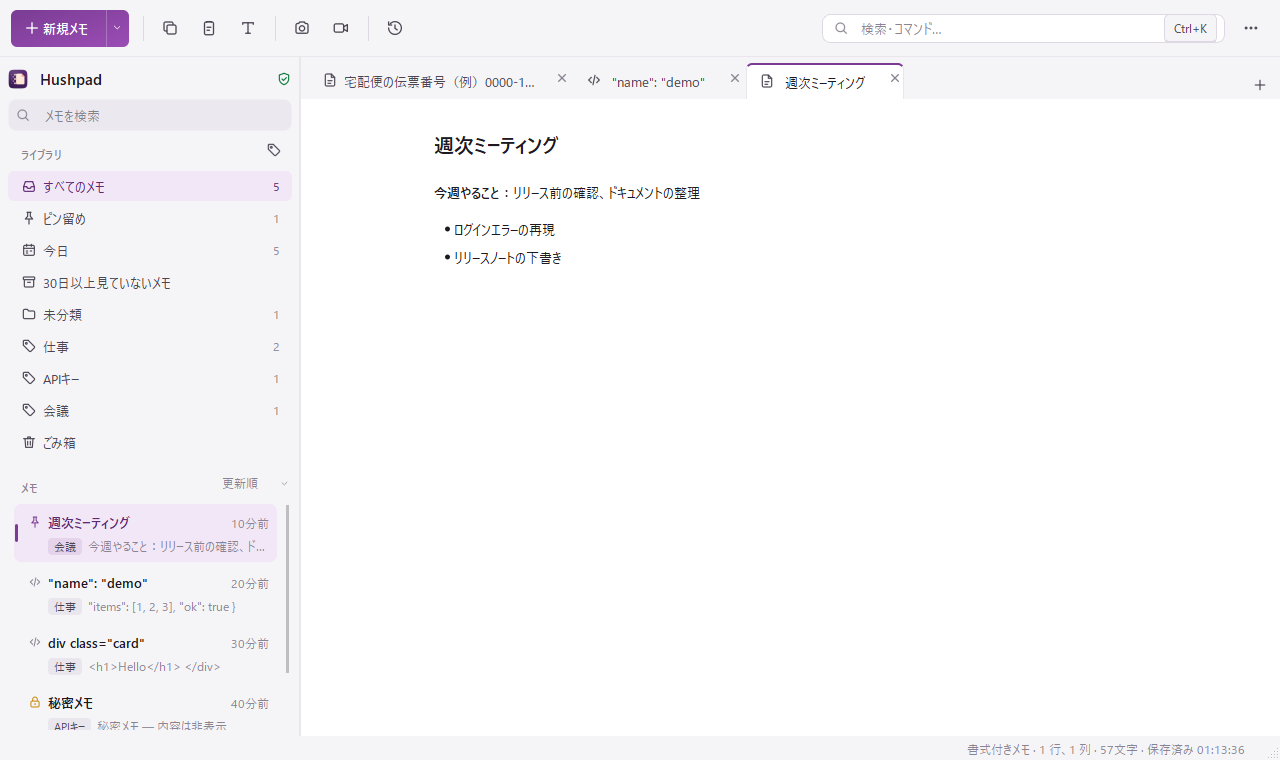 新規メモ
検索・コマンド...
Ctrl+K
Hushpad
メモを検索
ライブラリ
すべてのメモ 5
ピン留め 1
今日 5
30日以上見ていないメモ
未分類 1
仕事 2
APIキー 1
会議 1
ごみ箱
メモ 更新順
週次ミーティング 10分前
会議 今週やること：リリース前の確認、ド...
"name": "demo" 20分前
仕事 "items": [1, 2, 3], "ok": true }
div class="card" 30分前
仕事 <h1>Hello</h1> </div>
秘密メモ 40分前
APIキー 秘密メモ — 内容は非表示
宅配便の伝票番号（例）0000-1...
"name": "demo"
週次ミーティング
週次ミーティング
今週やること：リリース前の確認、ドキュメントの整理
• ログインエラーの再現
• リリースノートの下書き
書式付きメモ · 1 行、1 列 · 57文字 · 保存済み 01:13:36